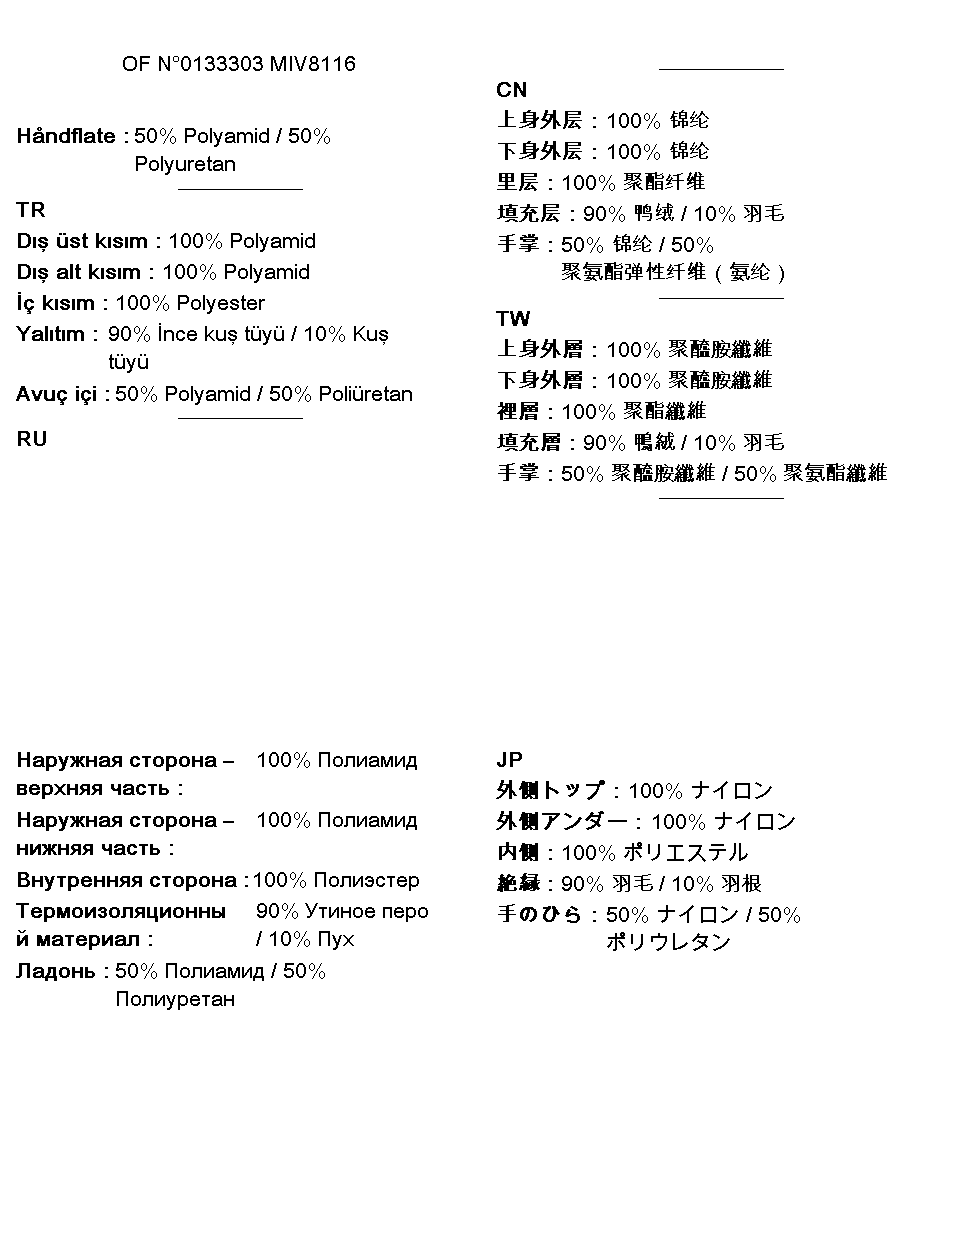 OF N°0133303 MIV8116
Håndflate : 50% Polyamid / 50%
Polyuretan
TR
Dış üst kısım : 100% Polyamid
Dış alt kısım : 100% Polyamid
İç kısım : 100% Polyester
Yalıtım : 90% İnce kuş tüyü / 10% Kuş
tüyü
Avuç içi : 50% Polyamid / 50% Poliüretan
RU
Наружная сторона – 100% Полиамид
верхняя часть :
Наружная сторона – 100% Полиамид
нижняя часть :
Внутренняя сторона : 100% Полиэстер
Термоизоляционны 90% Утиное перо
й материал : / 10% Пух
Ладонь : 50% Полиамид / 50%
Полиуретан
CN
上身外层 : 100% 锦纶
下身外层 : 100% 锦纶
里层 : 100% 聚酯纤维
填充层 : 90% 鸭绒 / 10% 羽毛
手掌 : 50% 锦纶 / 50%
聚氨酯弹性纤维（氨纶）
TW
上身外層 : 100% 聚醯胺纖維
下身外層 : 100% 聚醯胺纖維
裡層 : 100% 聚酯纖維
填充層 : 90% 鴨絨 / 10% 羽毛
手掌 : 50% 聚醯胺纖維 / 50% 聚氨酯纖維
JP
外側トップ : 100% ナイロン
外側アンダー : 100% ナイロン
内側 : 100% ポリエステル
絶縁 : 90% 羽毛 / 10% 羽根
手のひら : 50% ナイロン / 50%
ポリウレタン